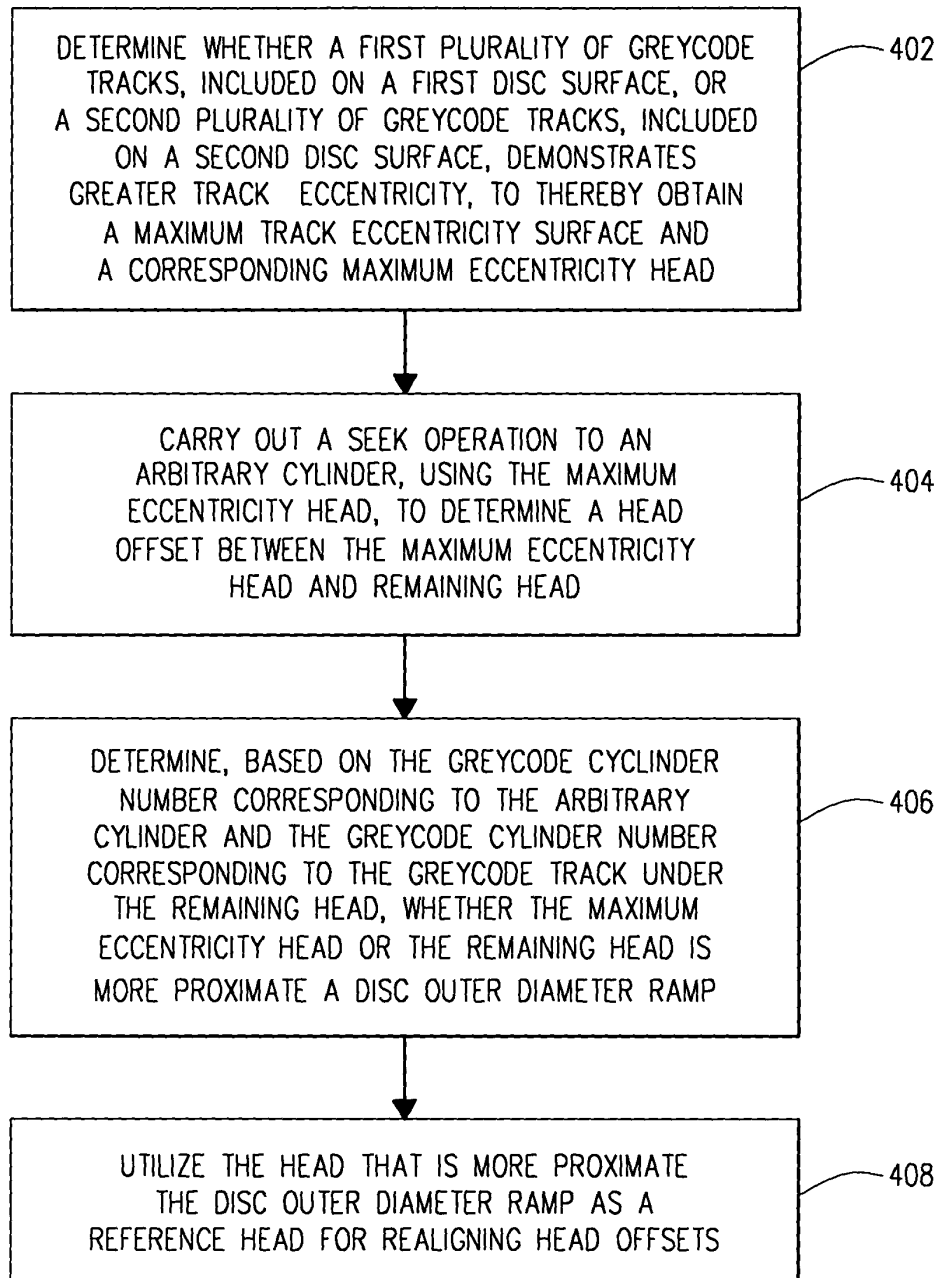 DETERMINE WHETHER A FIRST PLURALITY OF GREYCODE
TRACKS, INCLUDED ON A FIRST DISC SURFACE, OR
A SECOND PLURALITY OF GREYCODE TRACKS, INCLUDED
ON A SECOND DISC SURFACE, DEMONSTRATES
GREATER TRACK ECCENTRICITY, TO THEREBY OBTAIN
A MAXIMUM TRACK ECCENTRICITY SURFACE AND
A CORRESPONDING MAXIMUM ECCENTRICITY HEAD
402
CARRY OUT A SEEK OPERATION TO AN
ARBITRARY CYLINDER, USING THE MAXIMUM
ECCENTRICITY HEAD, TO DETERMINE A HEAD
OFFSET BETWEEN THE MAXIMUM ECCENTRICITY
HEAD AND REMAINING HEAD
404
DETERMINE, BASED ON THE GREYCODE CYCLINDER
NUMBER CORRESPONDING TO THE ARBITRARY
CYLINDER AND THE GREYCODE CYLINDER NUMBER
CORRESPONDING TO THE GREYCODE TRACK UNDER
THE REMAINING HEAD, WHETHER THE MAXIMUM
ECCENTRICITY HEAD OR THE REMAINING HEAD IS
MORE PROXIMATE A DISC OUTER DIAMETER RAMP
406
UTILIZE THE HEAD THAT IS MORE PROXIMATE
THE DISC OUTER DIAMETER RAMP AS A
REFERENCE HEAD FOR REALIGNING HEAD OFFSETS
408